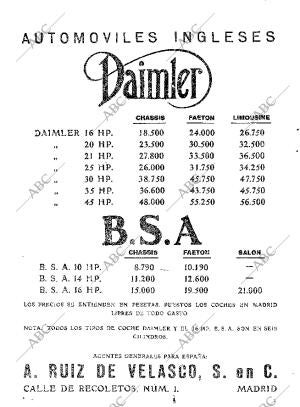 AUTOMOVILES INGLESES
Daimler
CHASSIS FAETON LIMOUSINE
DAIMLER 16 HP. 18.500 24.000 26.750
„ 20 HP. 23.500 30.500 32.500
„ 21 HP. 27.800 33.500 36.500
„ 25 HP. 26.000 31.750 34.250
„ 30 HP. 38.750 45.750 47.750
„ 35 HP. 36.600 43.750 45.750
„ 45 HP. 48.000 55.250 56.500
B.S.A
CHASSIS FAETON SALON
B. S. A. 10 HP. 8.790 10.190 —
B. S. A. 14 HP. 11.200 12.600 —
B. S. A. 16 HP. 15.000 19.500 21.000
LOS PRECIOS SE ENTIENDEN EN PESETAS, PUESTOS LOS COCHES EN MADRID
LIBRES DE TODO GASTO
NOTA: TODOS LOS TIPOS DE COCHE DAIMLER Y EL 16 HP. B. S. A. SON EN SEIS
CILINDROS.
AGENTES GENERALES PARA ESPAÑA:
A. RUIZ DE VELASCO, S. en C.
CALLE DE RECOLETOS, NÚM. 1. MADRID